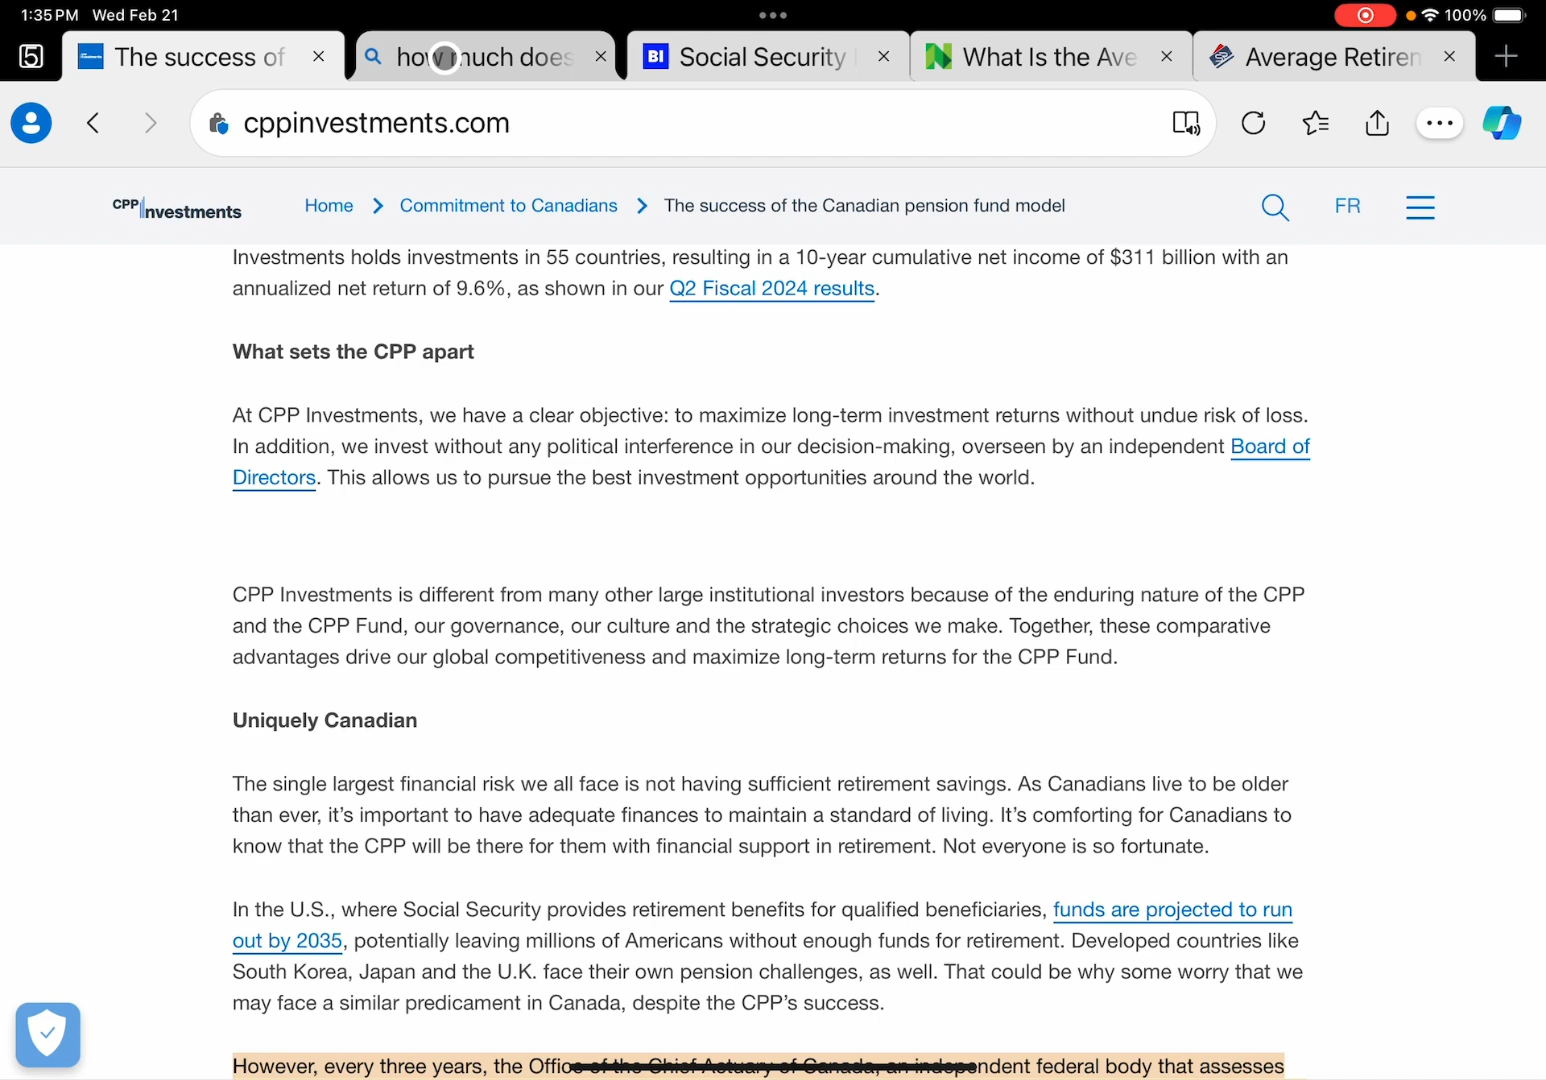 1:35 PM Wed Feb 21
100%
5
The success of
how much does
BI
Social Security
What Is the Ave
Average Retiren
cppinvestments.com
CPP Investments
Home > Commitment to Canadians > The success of the Canadian pension fund model
FR
Investments holds investments in 55 countries, resulting in a 10-year cumulative net income of $311 billion with an
annualized net return of 9.6%, as shown in our Q2 Fiscal 2024 results.
What sets the CPP apart
At CPP Investments, we have a clear objective: to maximize long-term investment returns without undue risk of loss.
In addition, we invest without any political interference in our decision-making, overseen by an independent Board of
Directors. This allows us to pursue the best investment opportunities around the world.
CPP Investments is different from many other large institutional investors because of the enduring nature of the CPP
and the CPP Fund, our governance, our culture and the strategic choices we make. Together, these comparative
advantages drive our global competitiveness and maximize long-term returns for the CPP Fund.
Uniquely Canadian
The single largest financial risk we all face is not having sufficient retirement savings. As Canadians live to be older
than ever, it's important to have adequate finances to maintain a standard of living. It's comforting for Canadians to
know that the CPP will be there for them with financial support in retirement. Not everyone is so fortunate.
In the U.S., where Social Security provides retirement benefits for qualified beneficiaries, funds are projected to run
out by 2035, potentially leaving millions of Americans without enough funds for retirement. Developed countries like
South Korea, Japan and the U.K. face their own pension challenges, as well. That could be why some worry that we
may face a similar predicament in Canada, despite the CPP's success.
However, every three years, the Office of the Chief Actuary of Canada, an independent federal body that assesses